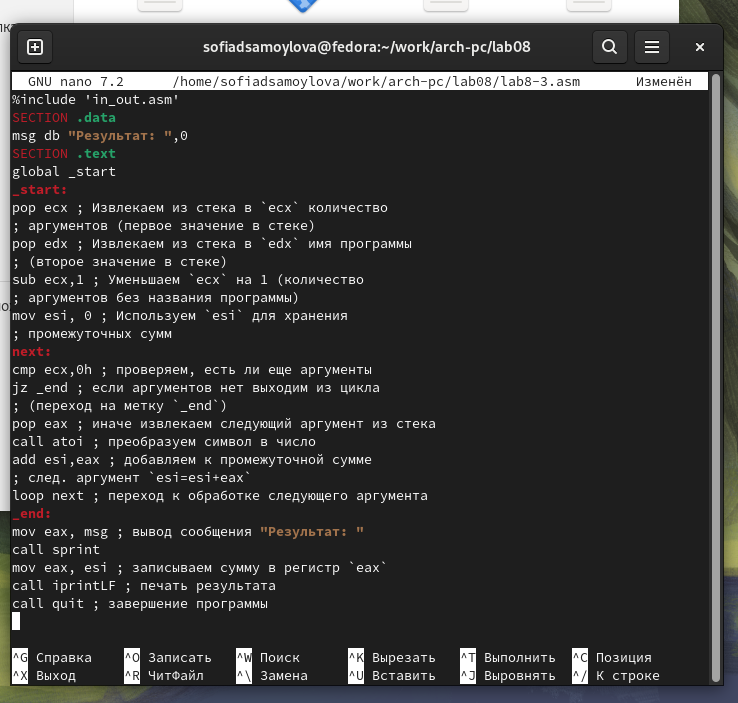 sofiadsamoylova@fedora:~/work/arch-pc/lab08
GNU nano 7.2 /home/sofiadsamoylova/work/arch-pc/lab08/lab8-3.asm Изменён
%include 'in_out.asm'
SECTION .data
msg db "Результат: ",0
SECTION .text
global _start
_start:
pop ecx ; Извлекаем из стека в `ecx` количество
; аргументов (первое значение в стеке)
pop edx ; Извлекаем из стека в `edx` имя программы
; (второе значение в стеке)
sub ecx,1 ; Уменьшаем `ecx` на 1 (количество
; аргументов без названия программы)
mov esi, 0 ; Используем `esi` для хранения
; промежуточных сумм
next:
cmp ecx,0h ; проверяем, есть ли еще аргументы
jz _end ; если аргументов нет выходим из цикла
; (переход на метку `_end`)
pop eax ; иначе извлекаем следующий аргумент из стека
call atoi ; преобразуем символ в число
add esi,eax ; добавляем к промежуточной сумме
; след. аргумент `esi=esi+eax`
loop next ; переход к обработке следующего аргумента
_end:
mov eax, msg ; вывод сообщения "Результат: "
call sprint
mov eax, esi ; записываем сумму в регистр `eax`
call iprintLF ; печать результата
call quit ; завершение программы
^G Справка ^O Записать ^W Поиск ^K Вырезать ^T Выполнить ^C Позиция
^X Выход ^R ЧитФайл ^\ Замена ^U Вставить ^J Выровнять ^/ К строке